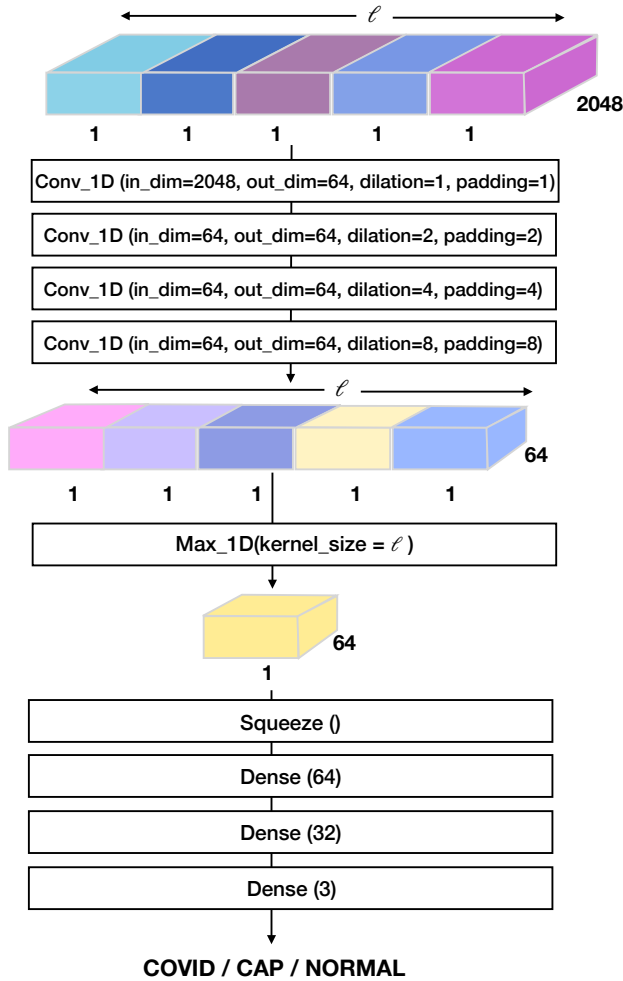 ℓ
2048
1 1 1 1 1
Conv_1D (in_dim=2048, out_dim=64, dilation=1, padding=1)
Conv_1D (in_dim=64, out_dim=64, dilation=2, padding=2)
Conv_1D (in_dim=64, out_dim=64, dilation=4, padding=4)
Conv_1D (in_dim=64, out_dim=64, dilation=8, padding=8)
ℓ
64
1 1 1 1 1
Max_1D(kernel_size = ℓ )
64
1
Squeeze ()
Dense (64)
Dense (32)
Dense (3)
COVID / CAP / NORMAL